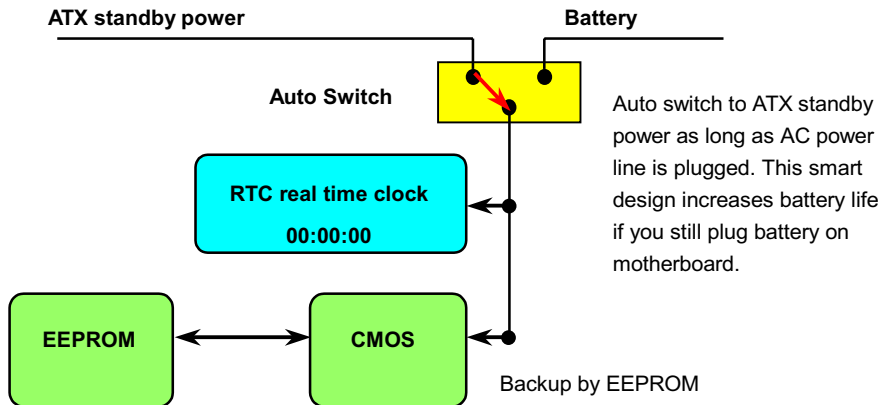 ATX standby power
Battery
Auto Switch
Auto switch to ATX standby
power as long as AC power
line is plugged. This smart
design increases battery life
if you still plug battery on
motherboard.
RTC real time clock
00:00:00
EEPROM
CMOS
Backup by EEPROM